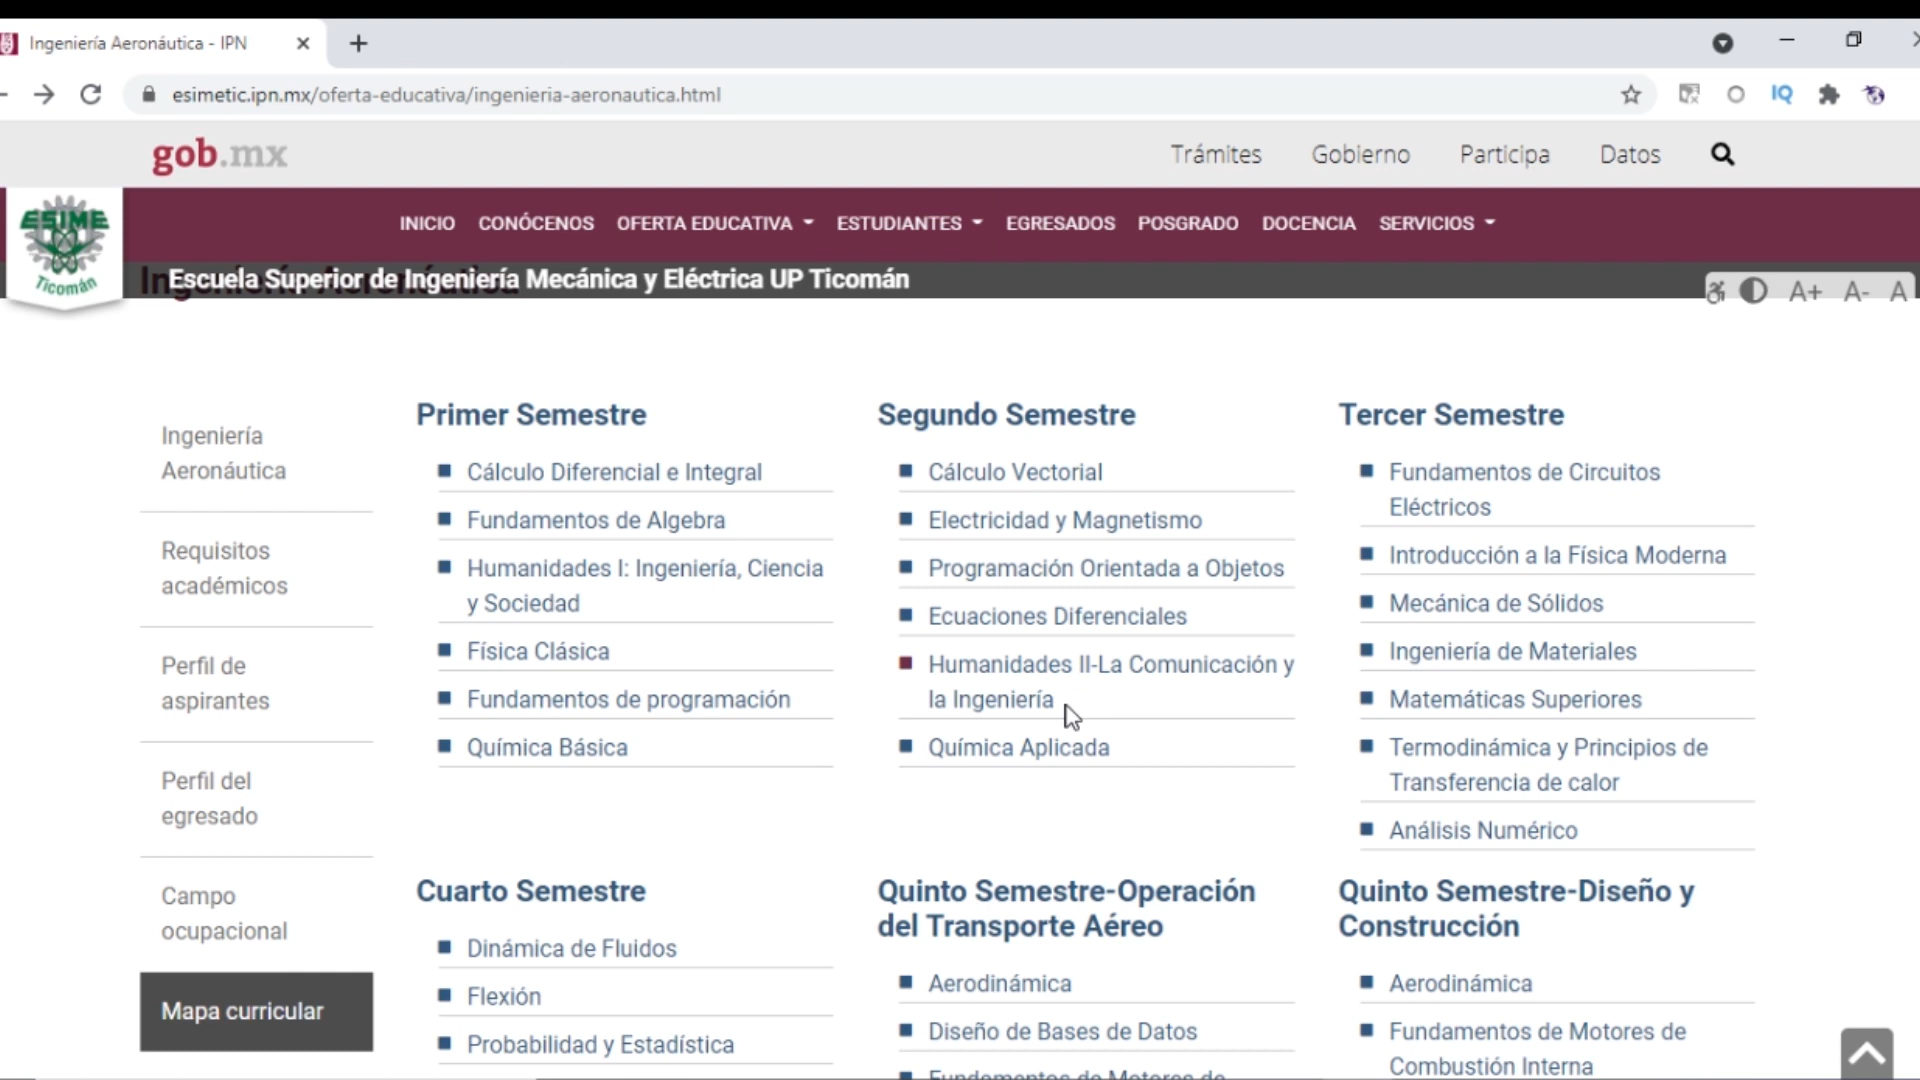 Ingeniería Aeronáutica - IPN
esimetic.ipn.mx/oferta-educativa/ingenieria-aeronautica.html
IQ
gob.mx
Trámites Gobierno Participa Datos
ESIME
Ticomán
INICIO CONÓCENOS OFERTA EDUCATIVA ESTUDIANTES EGRESADOS POSGRADO DOCENCIA SERVICIOS
Ingeniería Aeronáutica
Escuela Superior de Ingeniería Mecánica y Eléctrica UP Ticomán
A+ A- A
Ingeniería
Aeronáutica
Requisitos
académicos
Perfil de
aspirantes
Perfil del
egresado
Campo
ocupacional
Mapa curricular
Primer Semestre
Cálculo Diferencial e Integral
Fundamentos de Algebra
Humanidades I: Ingeniería, Ciencia
y Sociedad
Física Clásica
Fundamentos de programación
Química Básica
Segundo Semestre
Cálculo Vectorial
Electricidad y Magnetismo
Programación Orientada a Objetos
Ecuaciones Diferenciales
Humanidades II-La Comunicación y
la Ingeniería
Química Aplicada
Tercer Semestre
Fundamentos de Circuitos
Eléctricos
Introducción a la Física Moderna
Mecánica de Sólidos
Ingeniería de Materiales
Matemáticas Superiores
Termodinámica y Principios de
Transferencia de calor
Análisis Numérico
Cuarto Semestre
Dinámica de Fluidos
Flexión
Probabilidad y Estadística
Quinto Semestre-Operación
del Transporte Aéreo
Aerodinámica
Diseño de Bases de Datos
Fundamentos de Motores de
Quinto Semestre-Diseño y
Construcción
Aerodinámica
Fundamentos de Motores de
Combustión Interna